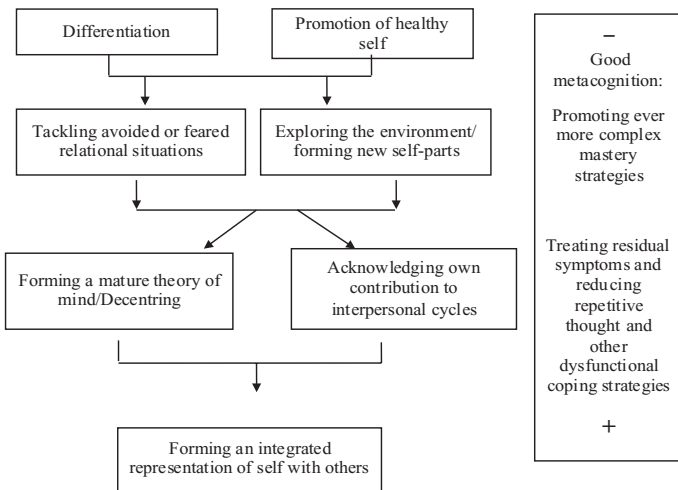 Differentiation
Promotion of healthy
self
Tackling avoided or feared
relational situations
Exploring the environment/
forming new self-parts
Forming a mature theory of
mind/Decentring
Acknowledging own
contribution to
interpersonal cycles
Forming an integrated
representation of self with others
–
Good
metacognition:
Promoting ever
more complex
mastery
strategies
Treating residual
symptoms and
reducing
repetitive
thought and
other
dysfunctional
coping strategies
+